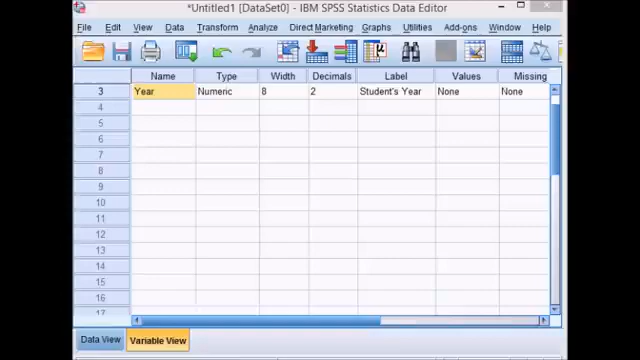 *Untitled1 [DataSet0] - IBM SPSS Statistics Data Editor
File Edit View Data Transform Analyze Direct Marketing Graphs Utilities Add-ons Window Help
Name Type Width Decimals Label Values Missing
3 Year Numeric 8 2 Student's Year None None
4
5
6
7
8
9
10
11
12
13
14
15
16
17
Data View Variable View